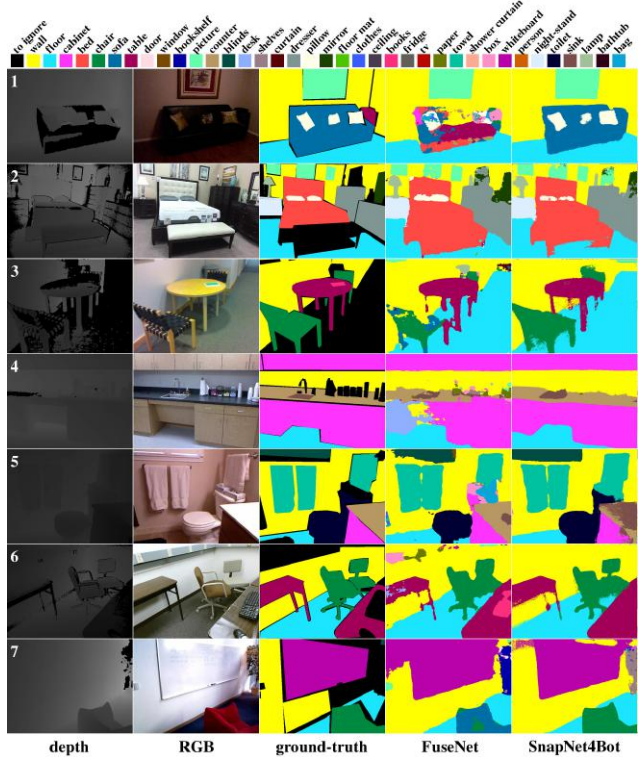 to ignore
wall
floor
cabinet
bed
chair
sofa
table
door
window
bookshelf
picture
counter
blinds
desk
shelves
curtain
dresser
pillow
mirror
floor mat
clothes
ceiling
books
fridge
tv
paper
towel
shower curtain
box
whiteboard
person
night-stand
toilet
sink
lamp
bathtub
bag
1
2
3
4
5
6
7
depth RGB ground-truth FuseNet SnapNet4Bot